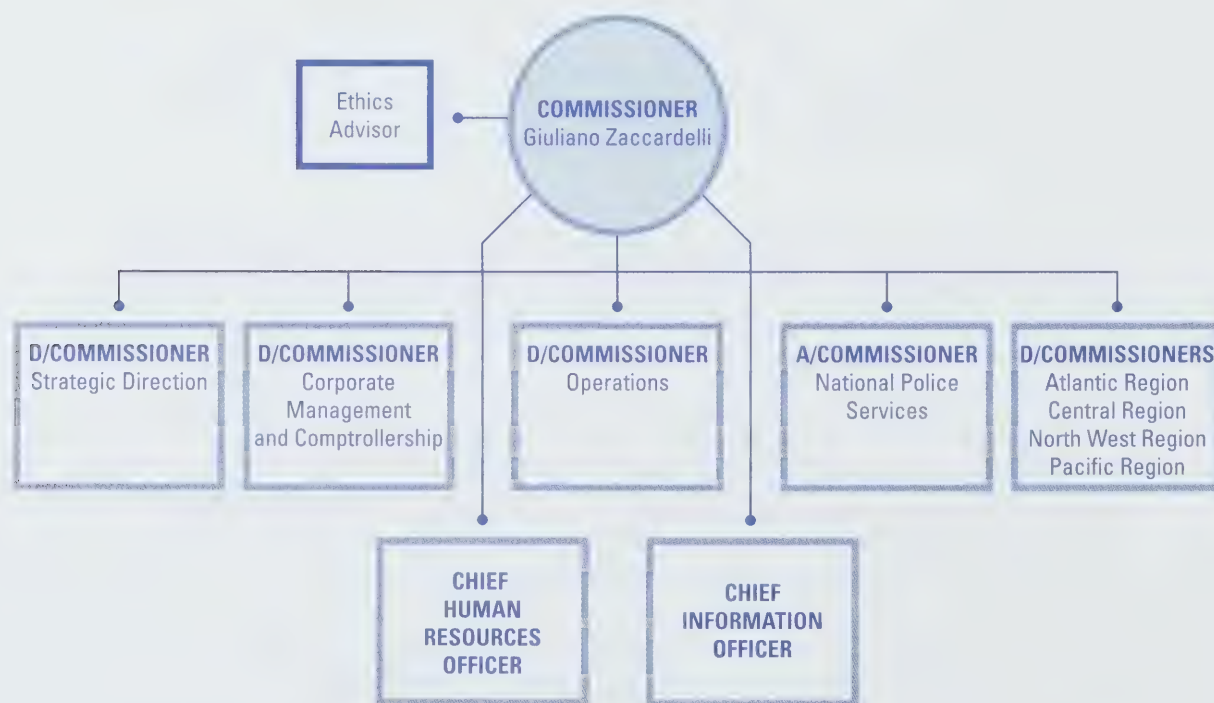 Ethics
Advisor
COMMISSIONER
Giuliano Zaccardelli
D/COMMISSIONER
Strategic Direction
D/COMMISSIONER
Corporate
Management
and Comptrollership
D/COMMISSIONER
Operations
A/COMMISSIONER
National Police
Services
D/COMMISSIONERS
Atlantic Region
Central Region
North West Region
Pacific Region
CHIEF
HUMAN
RESOURCES
OFFICER
CHIEF
INFORMATION
OFFICER